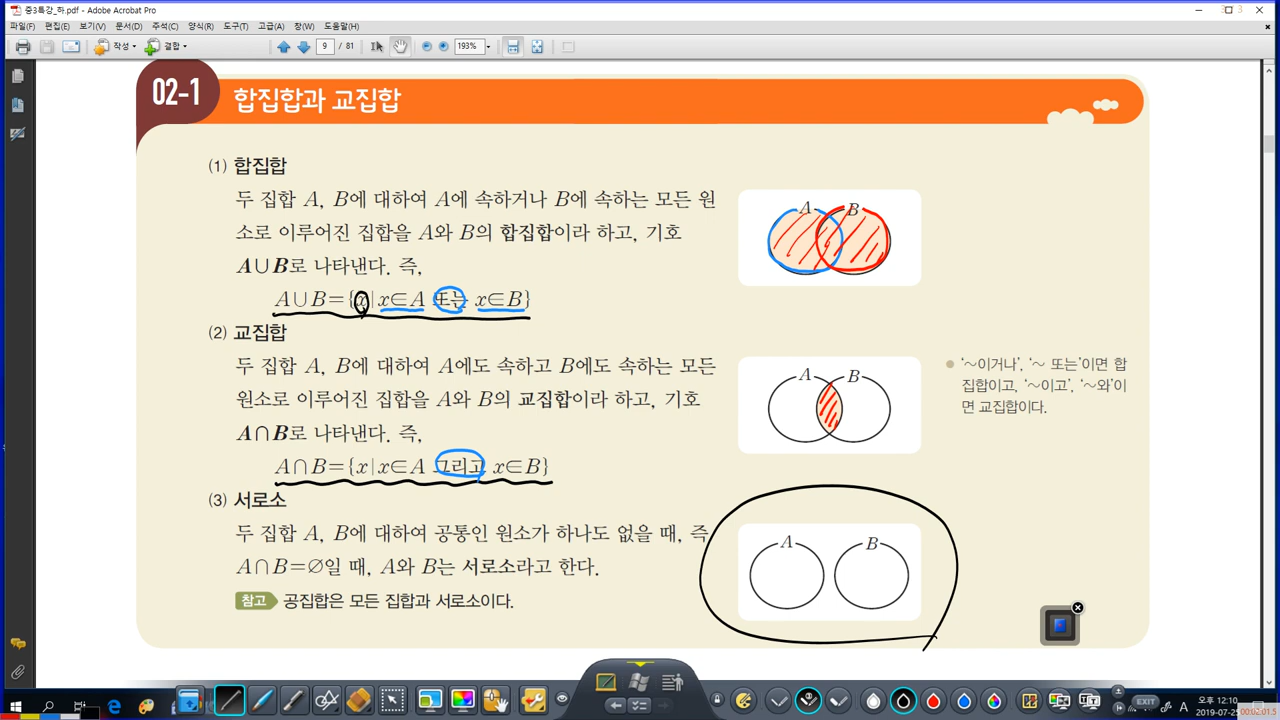 중3특강_하.pdf - Adobe Acrobat Pro
파일(F) 편집(E) 보기(V) 문서(D) 주석(C) 양식(R) 도구(T) 고급(A) 창(W) 도움말(H)
작성 결합 9 / 81 193%
02-1 합집합과 교집합
(1) 합집합
두 집합 A, B에 대하여 A에 속하거나 B에 속하는 모든 원
소로 이루어진 집합을 A와 B의 합집합이라 하고, 기호
A∪B로 나타낸다. 즉,
A∪B={x|x∈A 또는 x∈B}
A B
(2) 교집합
두 집합 A, B에 대하여 A에도 속하고 B에도 속하는 모든
원소로 이루어진 집합을 A와 B의 교집합이라 하고, 기호
A∩B로 나타낸다. 즉,
A∩B={x|x∈A 그리고 x∈B}
A B
‘~이거나’, ‘~ 또는’이면 합
집합이고, ‘~이고’, ‘~와’이
면 교집합이다.
(3) 서로소
두 집합 A, B에 대하여 공통인 원소가 하나도 없을 때, 즉
A∩B=∅일 때, A와 B는 서로소라고 한다.
참고 공집합은 모든 집합과 서로소이다.
A B
EXIT A 오후 12:10